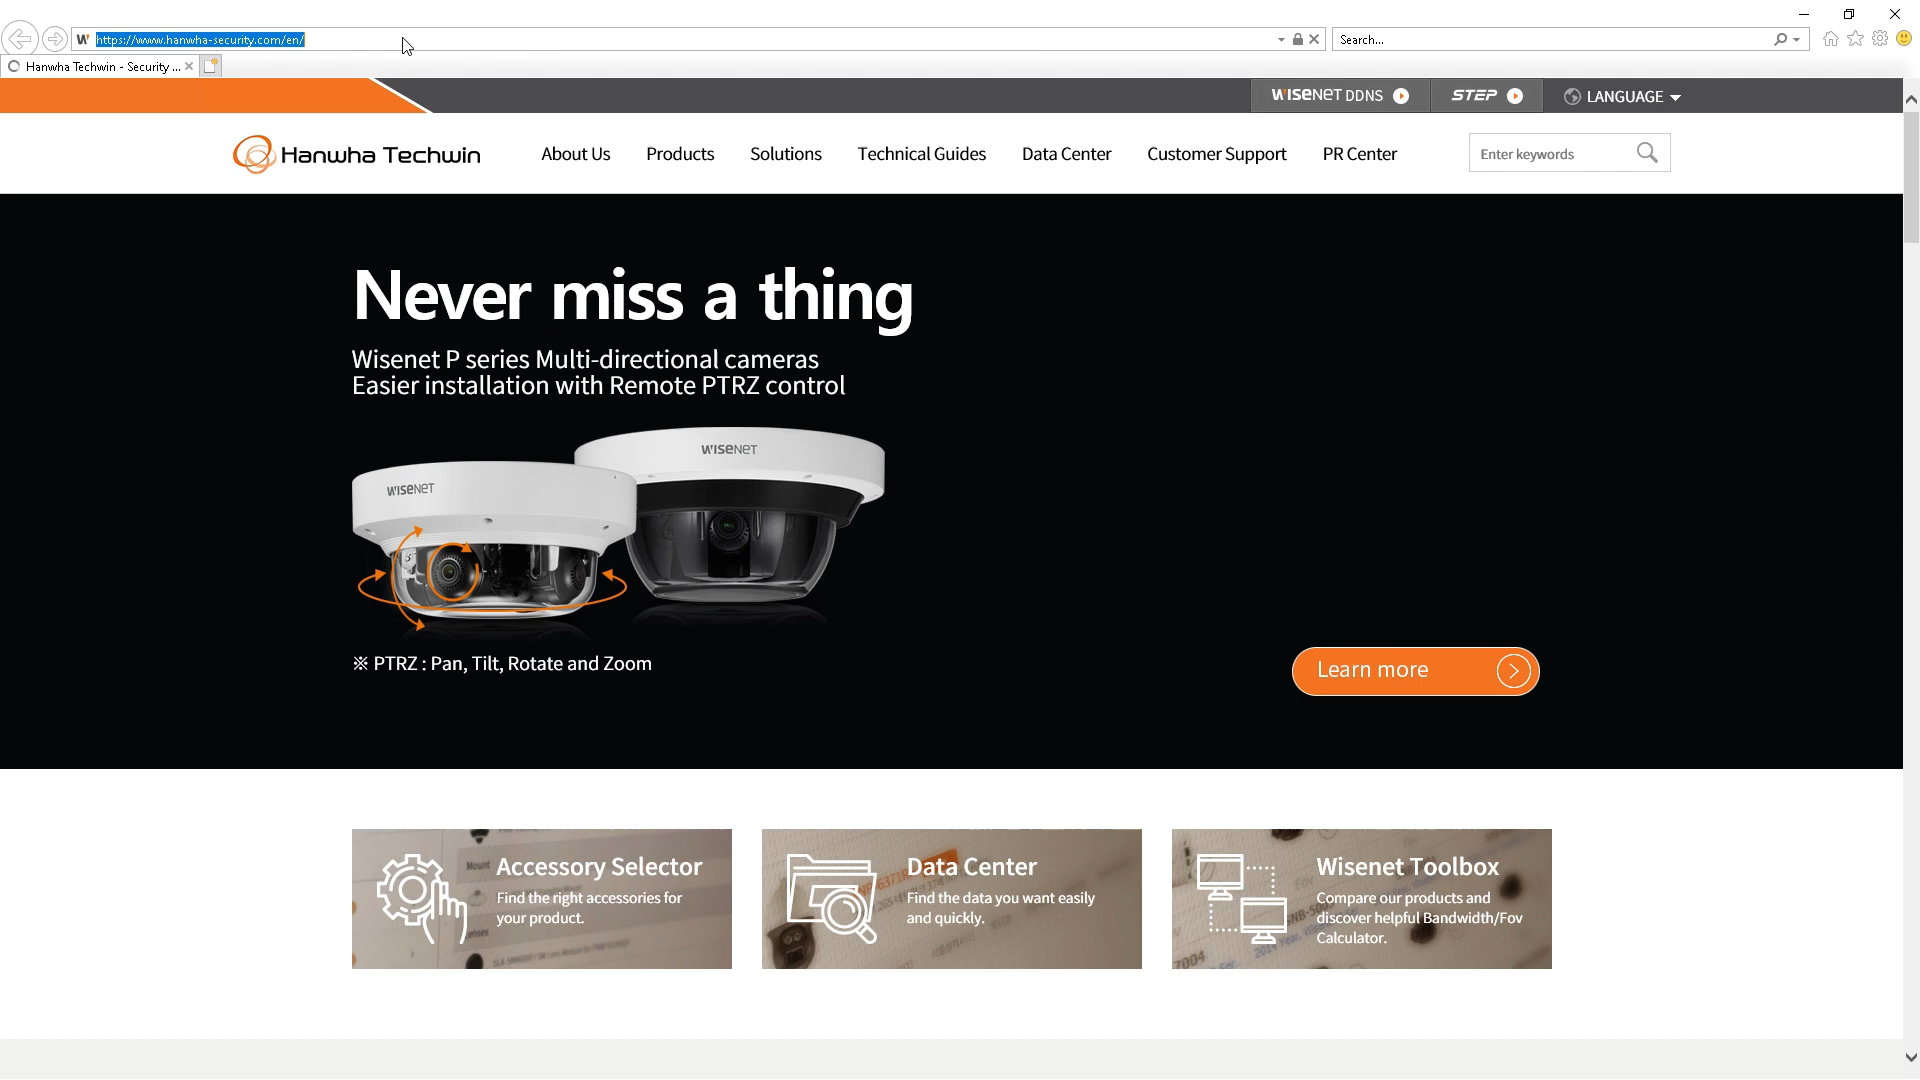 https://www.hanwha-security.com/en/
Search...
Hanwha Techwin - Security ...
WISENET DDNS
STEP
LANGUAGE
Hanwha Techwin
About Us
Products
Solutions
Technical Guides
Data Center
Customer Support
PR Center
Enter keywords
Never miss a thing
Wisenet P series Multi-directional cameras
Easier installation with Remote PTRZ control
WISENET
WISENET
※ PTRZ : Pan, Tilt, Rotate and Zoom
Learn more
Accessory Selector
Find the right accessories for
your product.
Mount
Data Center
Find the data you want easily
and quickly.
Wisenet Toolbox
Compare our products and
discover helpful Bandwidth/Fov
Calculator.